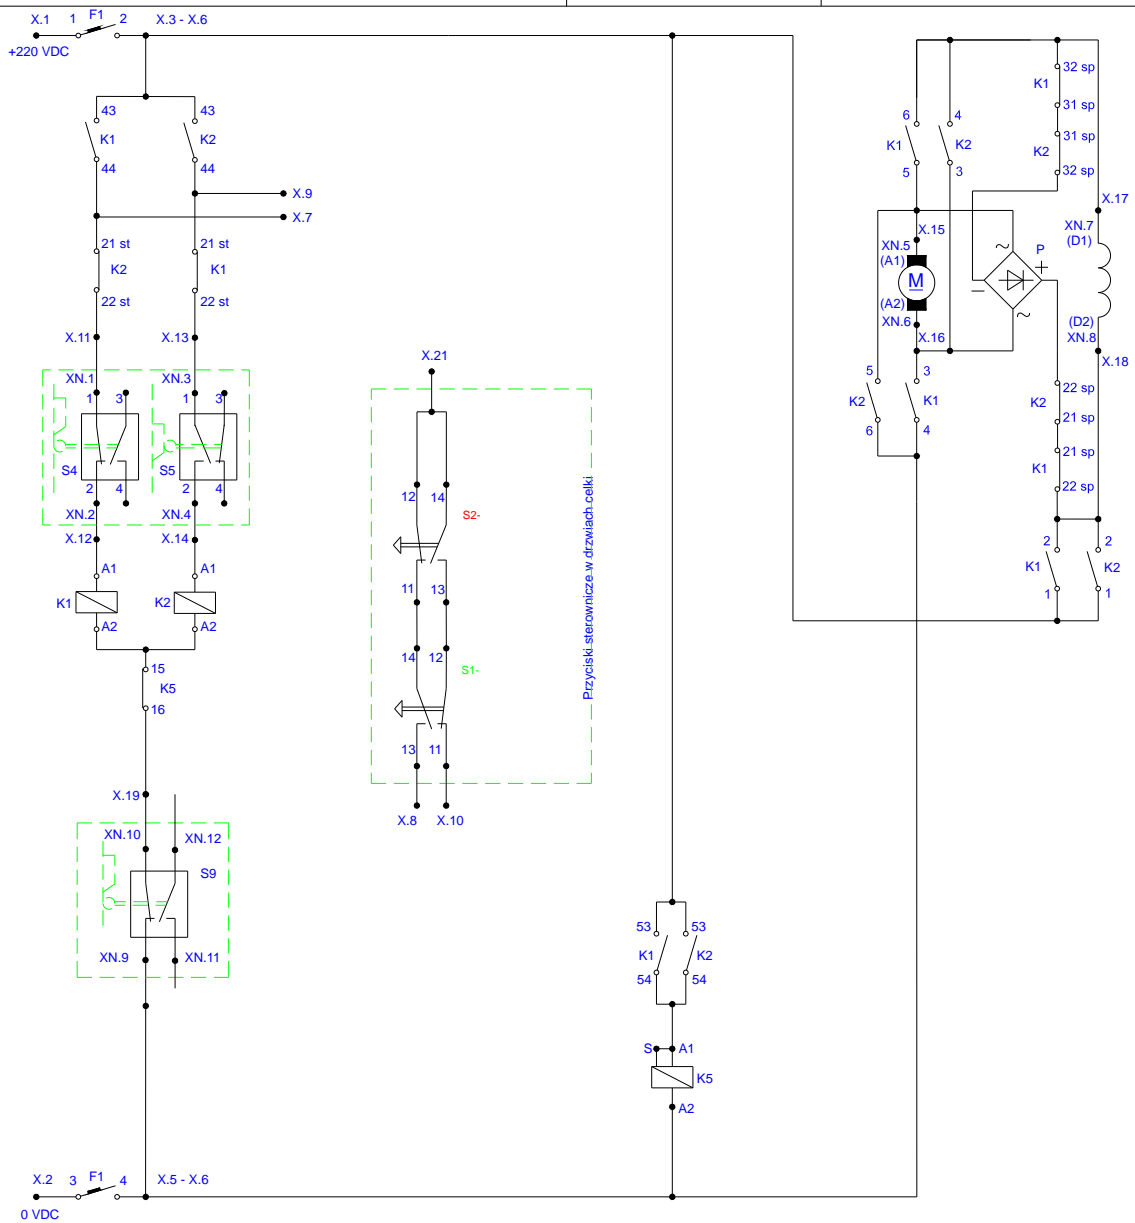 X.1 1 F1 2 X.3 - X.6
+220 VDC
43 43
K1 K2
44 44
X.9
X.7
21 st 21 st
K2 K1
22 st 22 st
X.11 X.13
XN.1 XN.3
1 3 1 3
S4 S5
2 4 2 4
XN.2 XN.4
X.12 X.14
A1 A1
K1 K2
A2 A2
15
K5
16
X.19
XN.10 XN.12
S9
XN.9 XN.11
X.2 3 F1 4 X.5 - X.6
0 VDC
X.21
12 14
S2-
11 13
14 12
S1-
13 11
X.8 X.10
Przyciski sterownicze w drzwiach celki
53 53
K1 K2
54 54
S A1
K5
A2
32 sp
K1
6 4 31 sp
K1 K2 31 sp
K2
5 3 32 sp
X.17
X.15 XN.7
XN.5 (D1)
(A1) ~ P
+
M
−
(A2) ~ (D2)
XN.6 XN.8
X.16
X.18
5 3 22 sp
K2 K1 K2
21 sp
6 4
21 sp
K1
22 sp
2 2
K1 K2
1 1